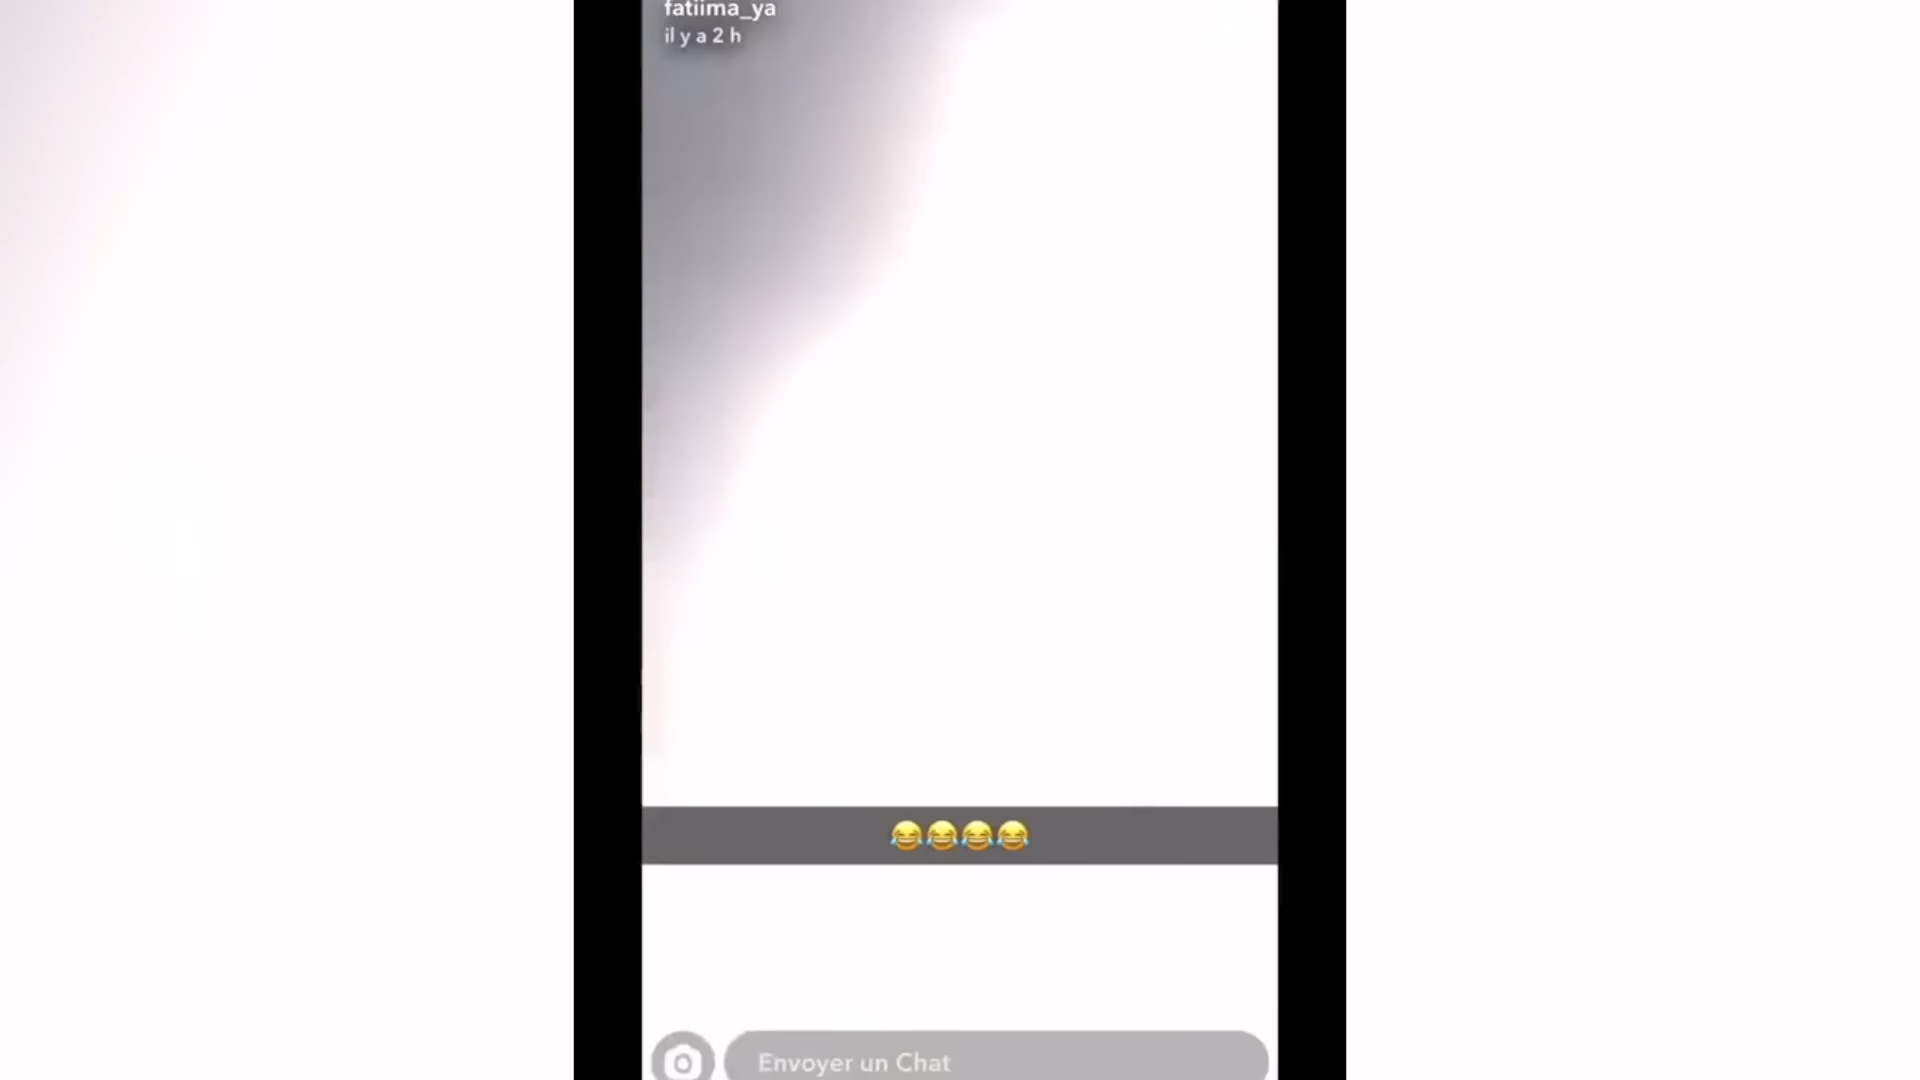 fatiima_ya
il y a 2 h
😂😂😂😂
Envoyer un Chat